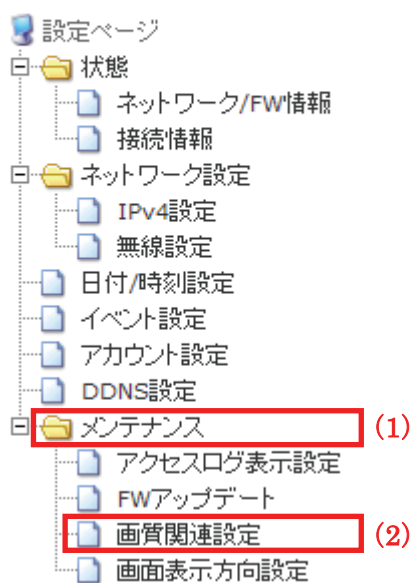 設定ページ
状態
ネットワーク/FW情報
接続情報
ネットワーク設定
IPv4設定
無線設定
日付/時刻設定
イベント設定
アカウント設定
DDNS設定
メンテナンス (1)
アクセスログ表示設定
FWアップデート
画質関連設定 (2)
画面表示方向設定